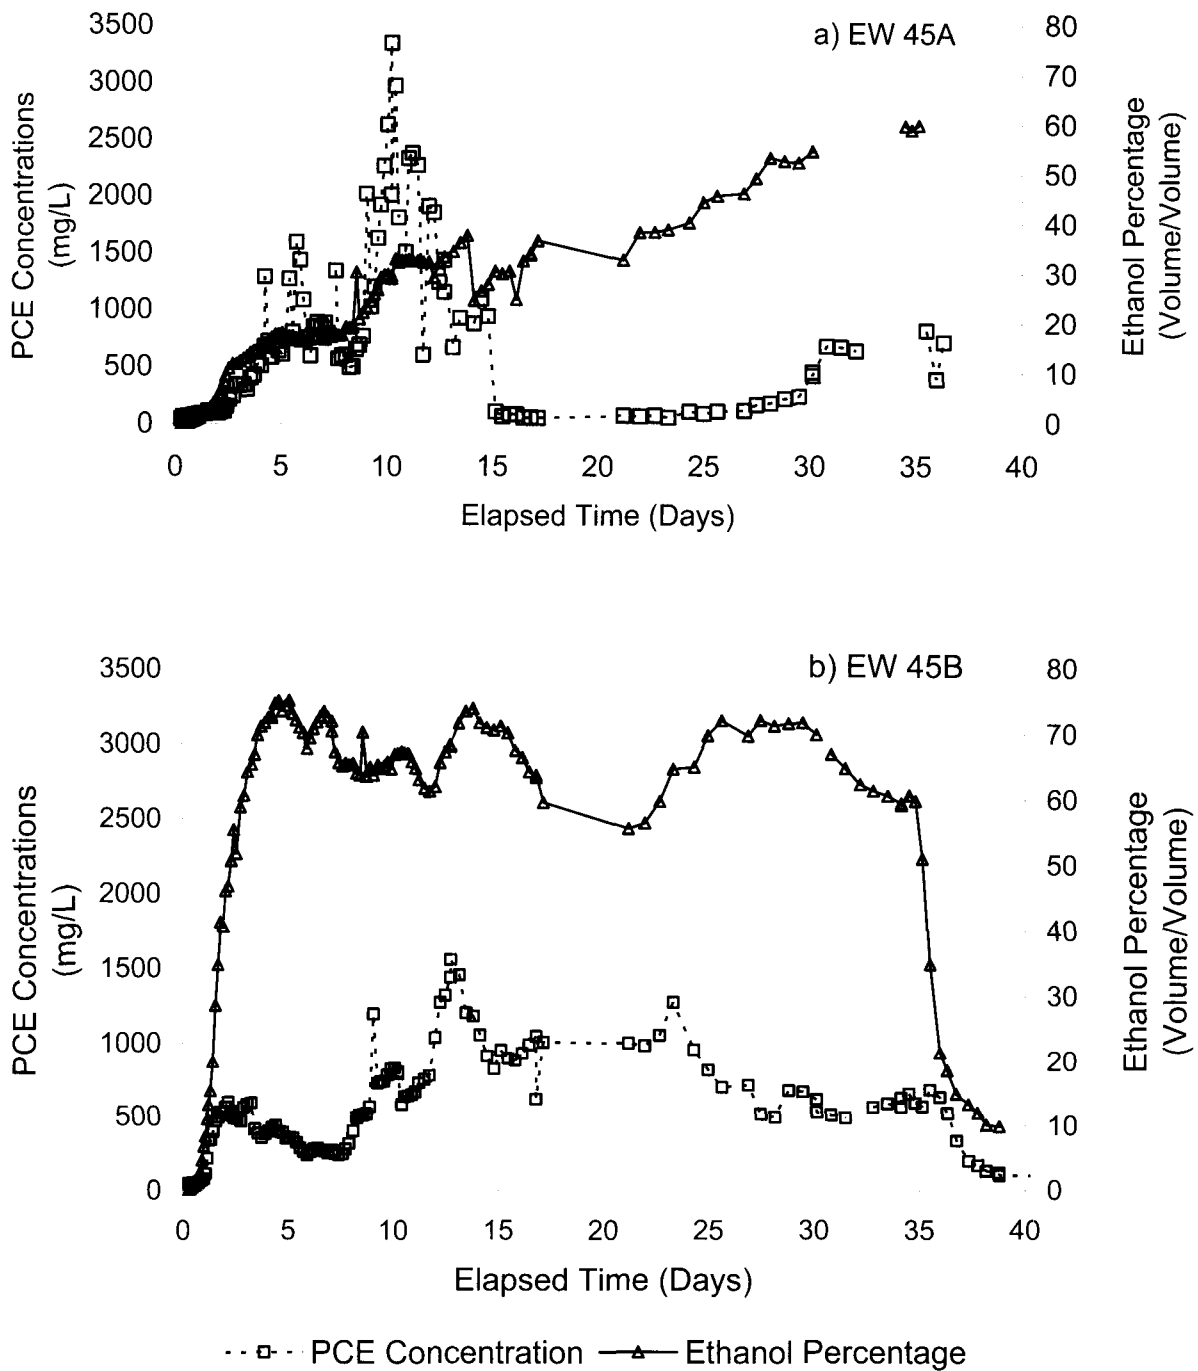 a) EW 45A
3500
3000
2500
2000
1500
1000
500
0
PCE Concentrations
(mg/L)
80
70
60
50
40
30
20
10
0
Ethanol Percentage
(Volume/Volume)
0 5 10 15 20 25 30 35 40
Elapsed Time (Days)
b) EW 45B
3500
3000
2500
2000
1500
1000
500
0
PCE Concentrations
(mg/L)
80
70
60
50
40
30
20
10
0
Ethanol Percentage
(Volume/Volume)
0 5 10 15 20 25 30 35 40
Elapsed Time (Days)
PCE Concentration Ethanol Percentage